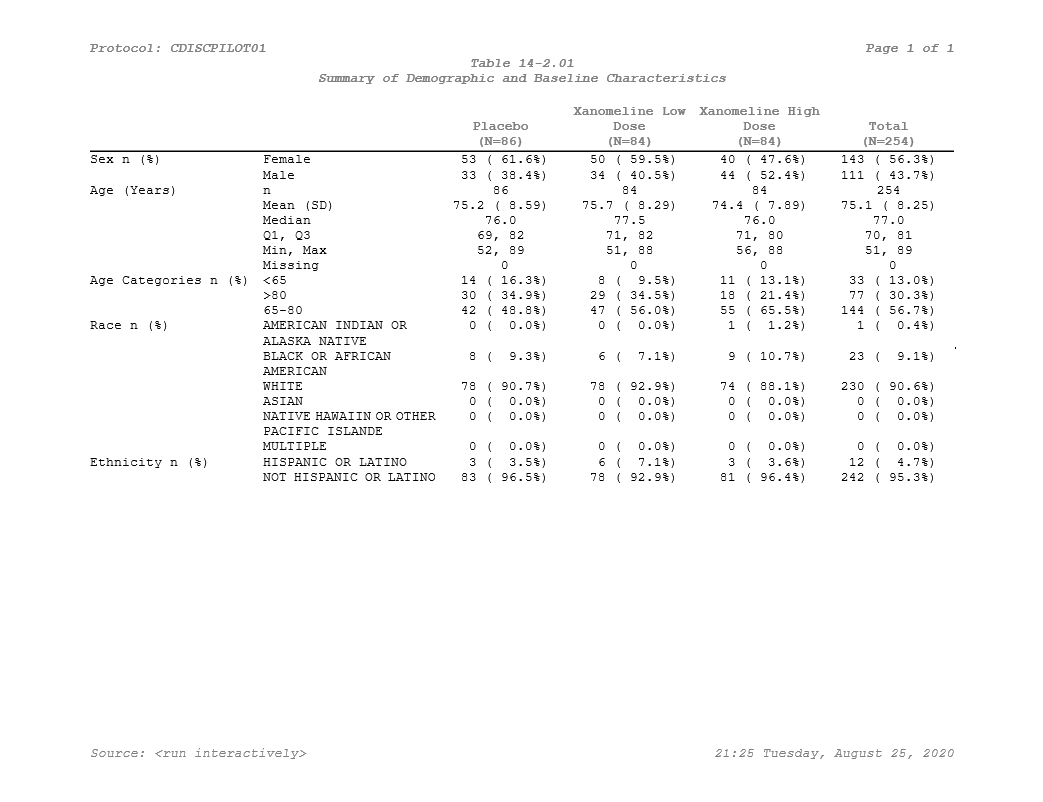 Protocol: CDISCPILOT01 Page 1 of 1
Table 14-2.01
Summary of Demographic and Baseline Characteristics
Xanomeline Low Xanomeline High
Placebo Dose Dose Total
(N=86) (N=84) (N=84) (N=254)
Sex n (%) Female 53 ( 61.6%) 50 ( 59.5%) 40 ( 47.6%) 143 ( 56.3%)
Male 33 ( 38.4%) 34 ( 40.5%) 44 ( 52.4%) 111 ( 43.7%)
Age (Years) n 86 84 84 254
Mean (SD) 75.2 ( 8.59) 75.7 ( 8.29) 74.4 ( 7.89) 75.1 ( 8.25)
Median 76.0 77.5 76.0 77.0
Q1, Q3 69, 82 71, 82 71, 80 70, 81
Min, Max 52, 89 51, 88 56, 88 51, 89
Missing 0 0 0 0
Age Categories n (%) <65 14 ( 16.3%) 8 ( 9.5%) 11 ( 13.1%) 33 ( 13.0%)
>80 30 ( 34.9%) 29 ( 34.5%) 18 ( 21.4%) 77 ( 30.3%)
65-80 42 ( 48.8%) 47 ( 56.0%) 55 ( 65.5%) 144 ( 56.7%)
Race n (%) AMERICAN INDIAN OR 0 ( 0.0%) 0 ( 0.0%) 1 ( 1.2%) 1 ( 0.4%)
ALASKA NATIVE
BLACK OR AFRICAN 8 ( 9.3%) 6 ( 7.1%) 9 ( 10.7%) 23 ( 9.1%)
AMERICAN
WHITE 78 ( 90.7%) 78 ( 92.9%) 74 ( 88.1%) 230 ( 90.6%)
ASIAN 0 ( 0.0%) 0 ( 0.0%) 0 ( 0.0%) 0 ( 0.0%)
NATIVE HAWAIIN OR OTHER 0 ( 0.0%) 0 ( 0.0%) 0 ( 0.0%) 0 ( 0.0%)
PACIFIC ISLANDE
MULTIPLE 0 ( 0.0%) 0 ( 0.0%) 0 ( 0.0%) 0 ( 0.0%)
Ethnicity n (%) HISPANIC OR LATINO 3 ( 3.5%) 6 ( 7.1%) 3 ( 3.6%) 12 ( 4.7%)
NOT HISPANIC OR LATINO 83 ( 96.5%) 78 ( 92.9%) 81 ( 96.4%) 242 ( 95.3%)
Source: <run interactively> 21:25 Tuesday, August 25, 2020